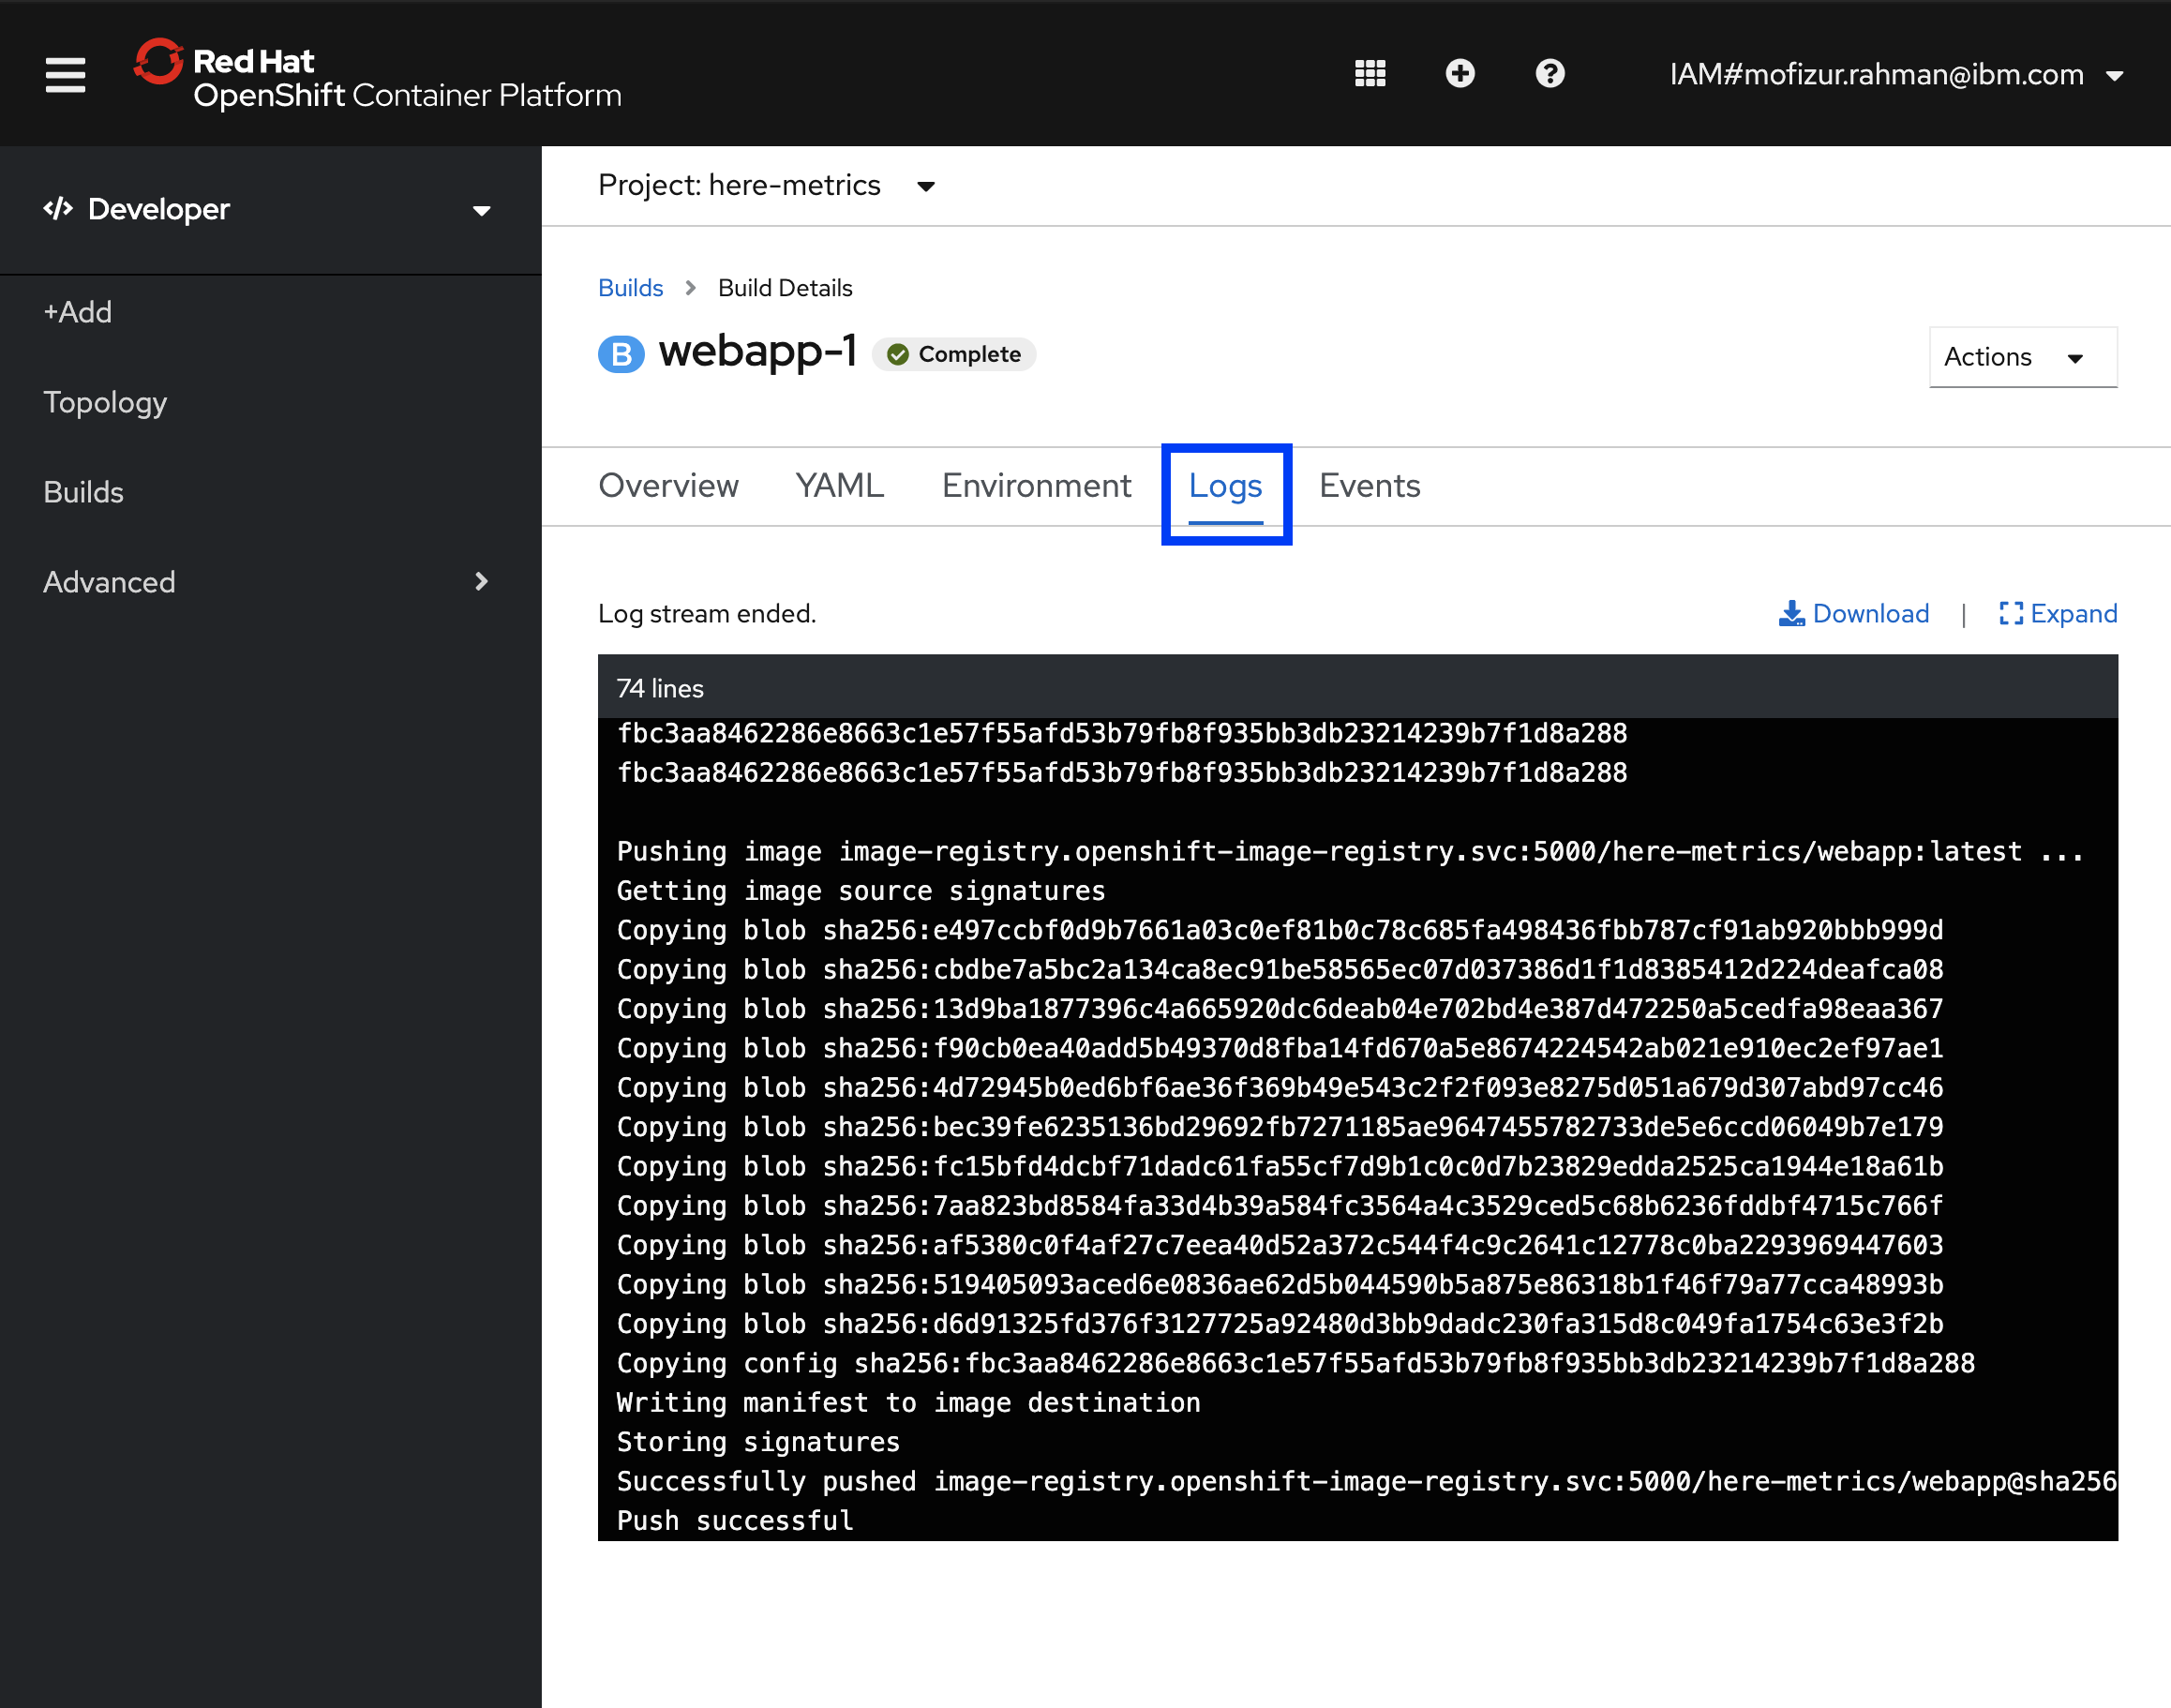 Red Hat
OpenShift Container Platform
IAM#mofizur.rahman@ibm.com
Developer
+Add
Topology
Builds
Advanced
Project: here-metrics
Builds > Build Details
B webapp-1 Complete
Actions
Overview YAML Environment Logs Events
Log stream ended.
Download | Expand
74 lines
fbc3aa8462286e8663c1e57f55afd53b79fb8f935bb3db23214239b7f1d8a288
fbc3aa8462286e8663c1e57f55afd53b79fb8f935bb3db23214239b7f1d8a288
Pushing image image-registry.openshift-image-registry.svc:5000/here-metrics/webapp:latest ...
Getting image source signatures
Copying blob sha256:e497ccbf0d9b7661a03c0ef81b0c78c685fa498436fbb787cf91ab920bbb999d
Copying blob sha256:cbdbe7a5bc2a134ca8ec91be58565ec07d037386d1f1d8385412d224deafca08
Copying blob sha256:13d9ba1877396c4a665920dc6deab04e702bd4e387d472250a5cedfa98eaa367
Copying blob sha256:f90cb0ea40add5b49370d8fba14fd670a5e8674224542ab021e910ec2ef97ae1
Copying blob sha256:4d72945b0ed6bf6ae36f369b49e543c2f2f093e8275d051a679d307abd97cc46
Copying blob sha256:bec39fe6235136bd29692fb7271185ae9647455782733de5e6ccd06049b7e179
Copying blob sha256:fc15bfd4dcbf71dadc61fa55cf7d9b1c0c0d7b23829edda2525ca1944e18a61b
Copying blob sha256:7aa823bd8584fa33d4b39a584fc3564a4c3529ced5c68b6236fddbf4715c766f
Copying blob sha256:af5380c0f4af27c7eea40d52a372c544f4c9c2641c12778c0ba2293969447603
Copying blob sha256:519405093aced6e0836ae62d5b044590b5a875e86318b1f46f79a77cca48993b
Copying blob sha256:d6d91325fd376f3127725a92480d3bb9dadc230fa315d8c049fa1754c63e3f2b
Copying config sha256:fbc3aa8462286e8663c1e57f55afd53b79fb8f935bb3db23214239b7f1d8a288
Writing manifest to image destination
Storing signatures
Successfully pushed image-registry.openshift-image-registry.svc:5000/here-metrics/webapp@sha256
Push successful